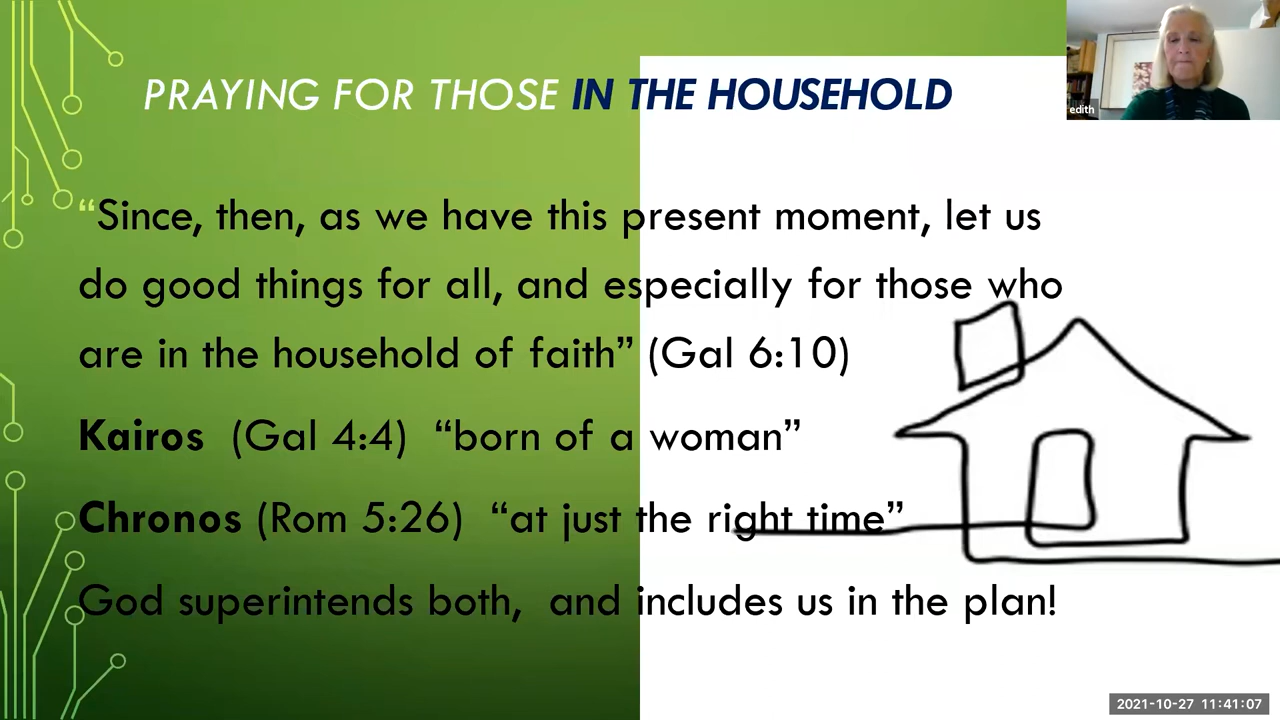 PRAYING FOR THOSE IN THE HOUSEHOLD
edith
“Since, then, as we have this present moment, let us
do good things for all, and especially for those who
are in the household of faith” (Gal 6:10)
Kairos (Gal 4:4) “born of a woman”
Chronos (Rom 5:26) “at just the right time”
God superintends both, and includes us in the plan!
2021-10-27 11:41:07